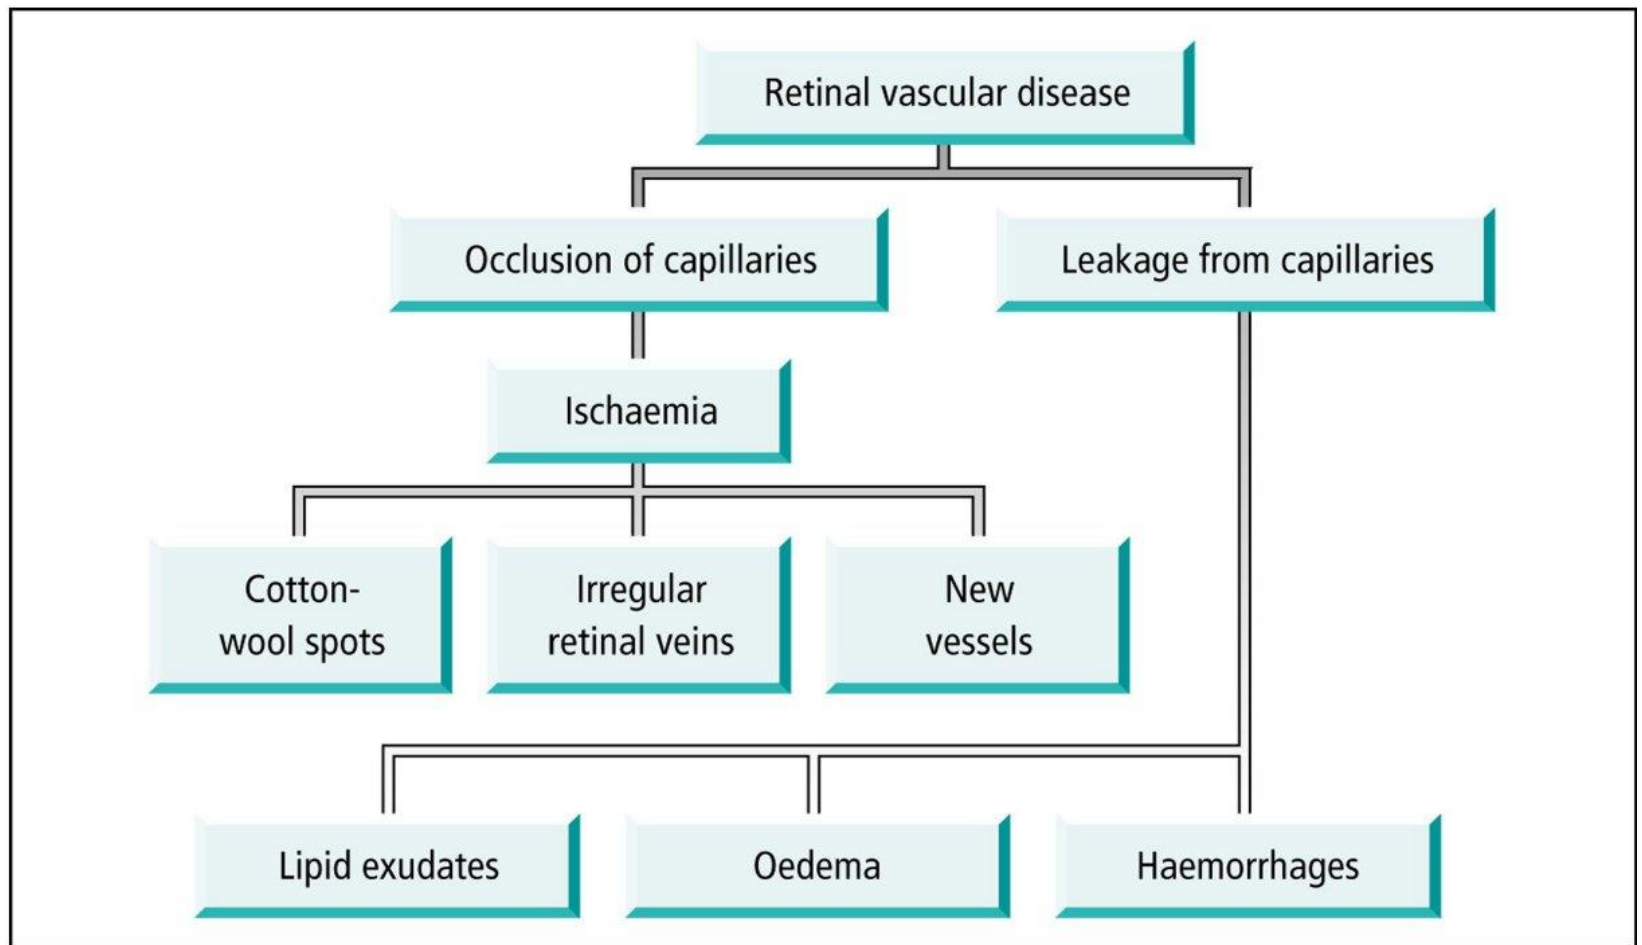 Retinal vascular disease
Occlusion of capillaries
Leakage from capillaries
Ischaemia
Cotton-
wool spots
Irregular
retinal veins
New
vessels
Lipid exudates
Oedema
Haemorrhages